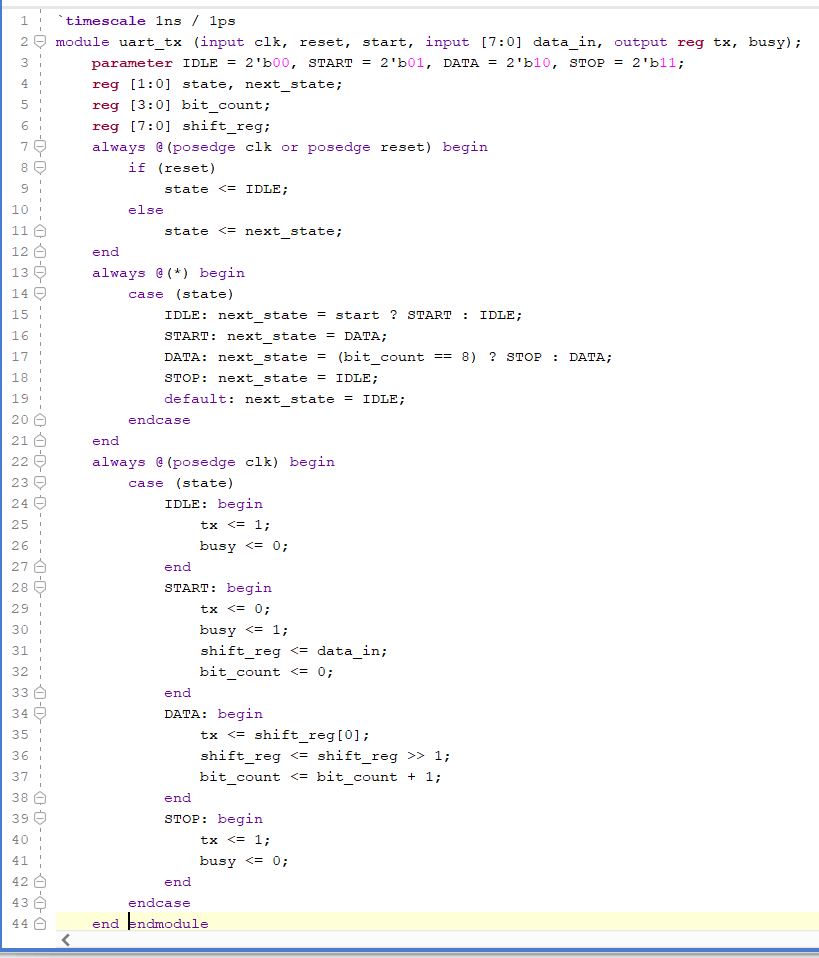 1 `timescale 1ns / 1ps
2 module uart_tx (input clk, reset, start, input [7:0] data_in, output reg tx, busy);
3     parameter IDLE = 2'b00, START = 2'b01, DATA = 2'b10, STOP = 2'b11;
4     reg [1:0] state, next_state;
5     reg [3:0] bit_count;
6     reg [7:0] shift_reg;
7     always @(posedge clk or posedge reset) begin
8         if (reset)
9             state <= IDLE;
10         else
11             state <= next_state;
12     end
13     always @(*) begin
14         case (state)
15             IDLE: next_state = start ? START : IDLE;
16             START: next_state = DATA;
17             DATA: next_state = (bit_count == 8) ? STOP : DATA;
18             STOP: next_state = IDLE;
19             default: next_state = IDLE;
20         endcase
21     end
22     always @(posedge clk) begin
23         case (state)
24             IDLE: begin
25                 tx <= 1;
26                 busy <= 0;
27             end
28             START: begin
29                 tx <= 0;
30                 busy <= 1;
31                 shift_reg <= data_in;
32                 bit_count <= 0;
33             end
34             DATA: begin
35                 tx <= shift_reg[0];
36                 shift_reg <= shift_reg >> 1;
37                 bit_count <= bit_count + 1;
38             end
39             STOP: begin
40                 tx <= 1;
41                 busy <= 0;
42             end
43         endcase
44     end endmodule